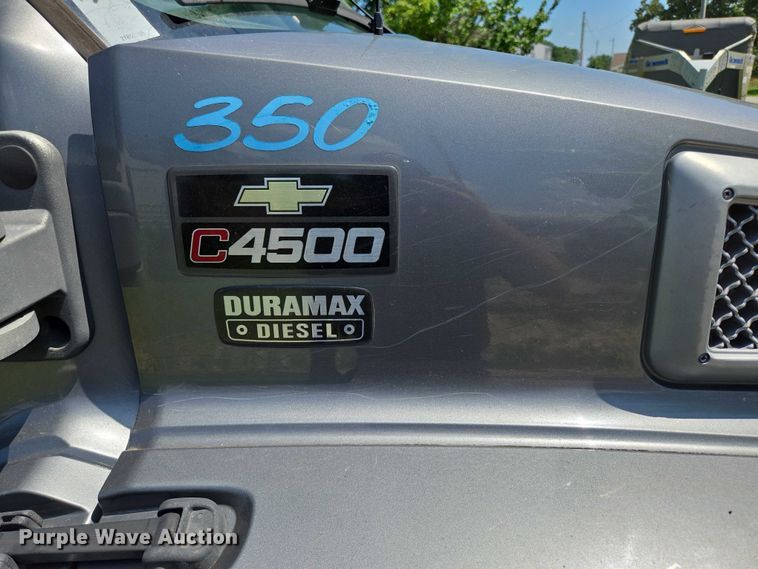 350
C4500
DURAMAX
DIESEL
Purple Wave Auction